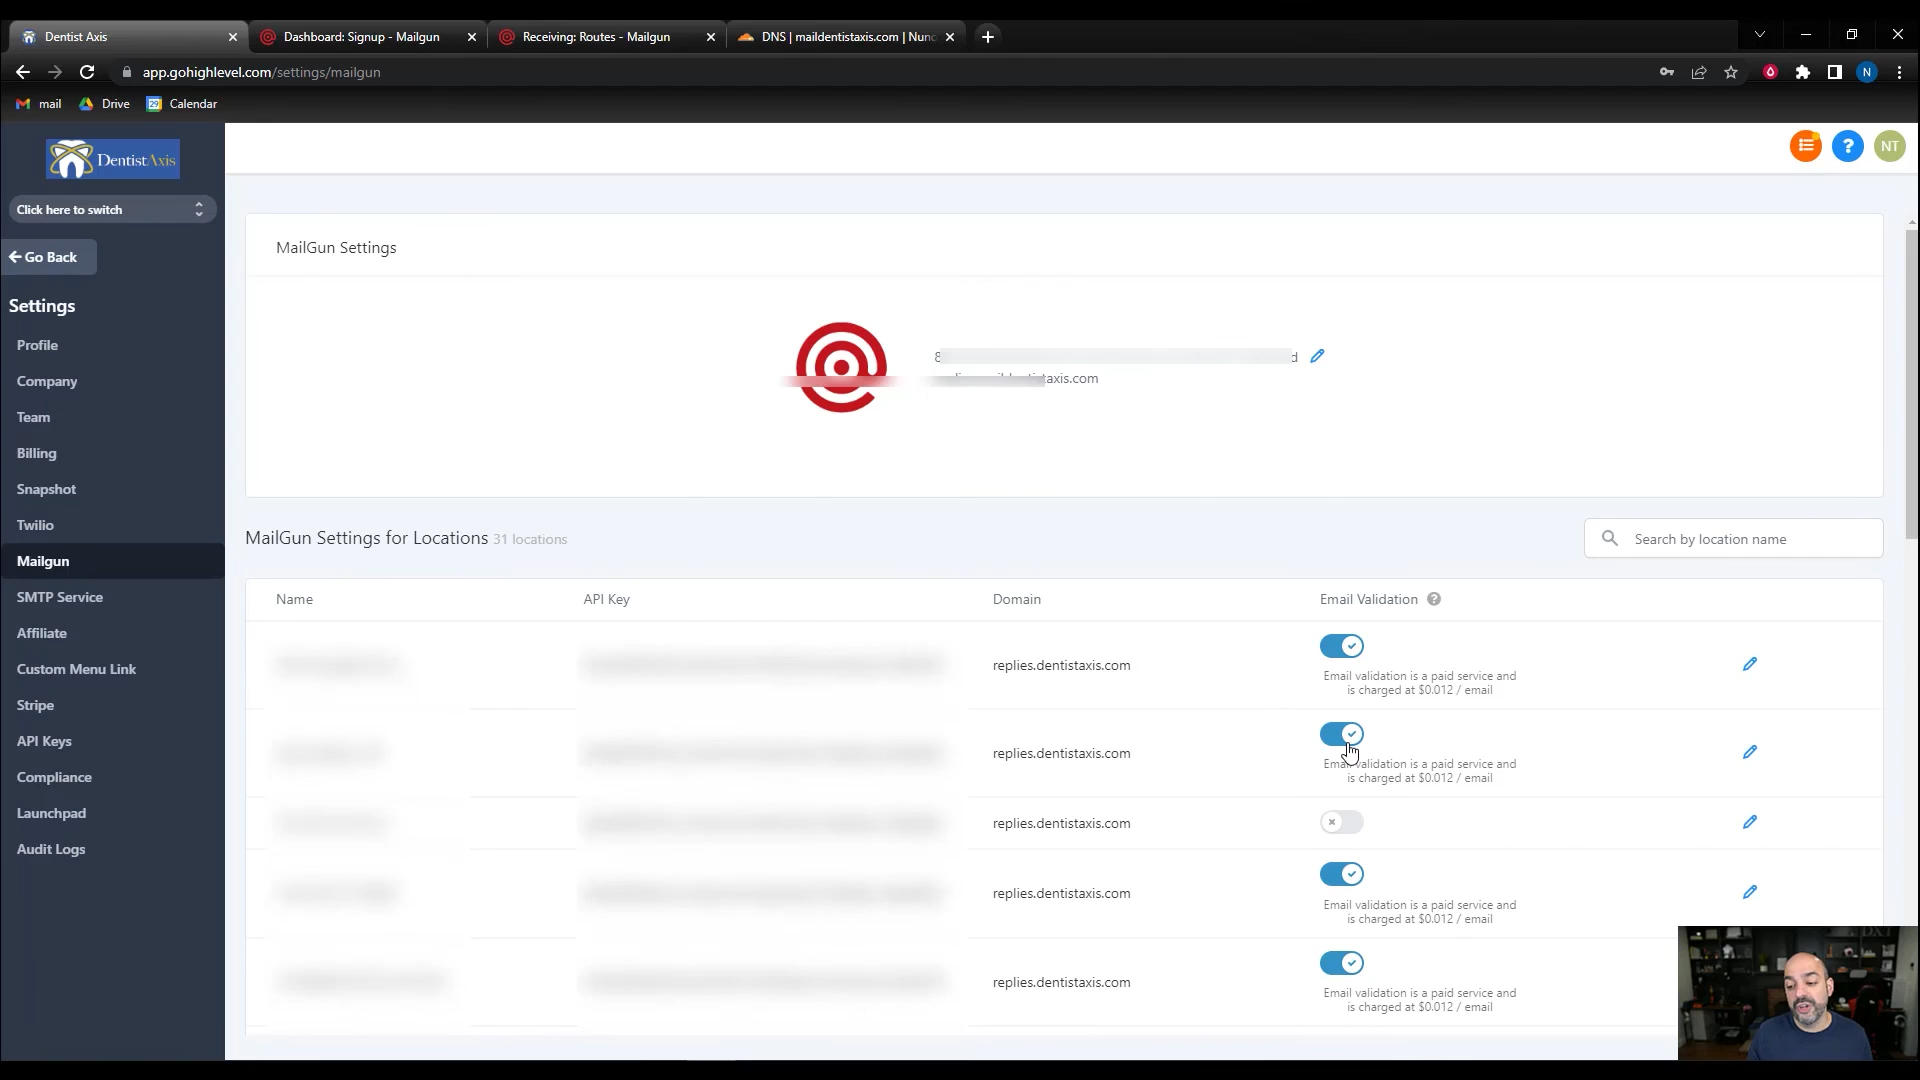 Dentist Axis
Dashboard: Signup - Mailgun
Receiving: Routes - Mailgun
DNS | maildentistaxis.com | Nunc
app.gohighlevel.com/settings/mailgun
N
mail
Drive
29
Calendar
DentistAxis
?
NT
Click here to switch
Go Back
Settings
Profile
Company
Team
Billing
Snapshot
Twilio
Mailgun
SMTP Service
Affiliate
Custom Menu Link
Stripe
API Keys
Compliance
Launchpad
Audit Logs
MailGun Settings
8 d
taxis.com
MailGun Settings for Locations 31 locations
Search by location name
Name API Key Domain Email Validation ?
replies.dentistaxis.com
Email validation is a paid service and
is charged at $0.012 / email
replies.dentistaxis.com
Email validation is a paid service and
is charged at $0.012 / email
replies.dentistaxis.com
replies.dentistaxis.com
Email validation is a paid service and
is charged at $0.012 / email
replies.dentistaxis.com
Email validation is a paid service and
is charged at $0.012 / email